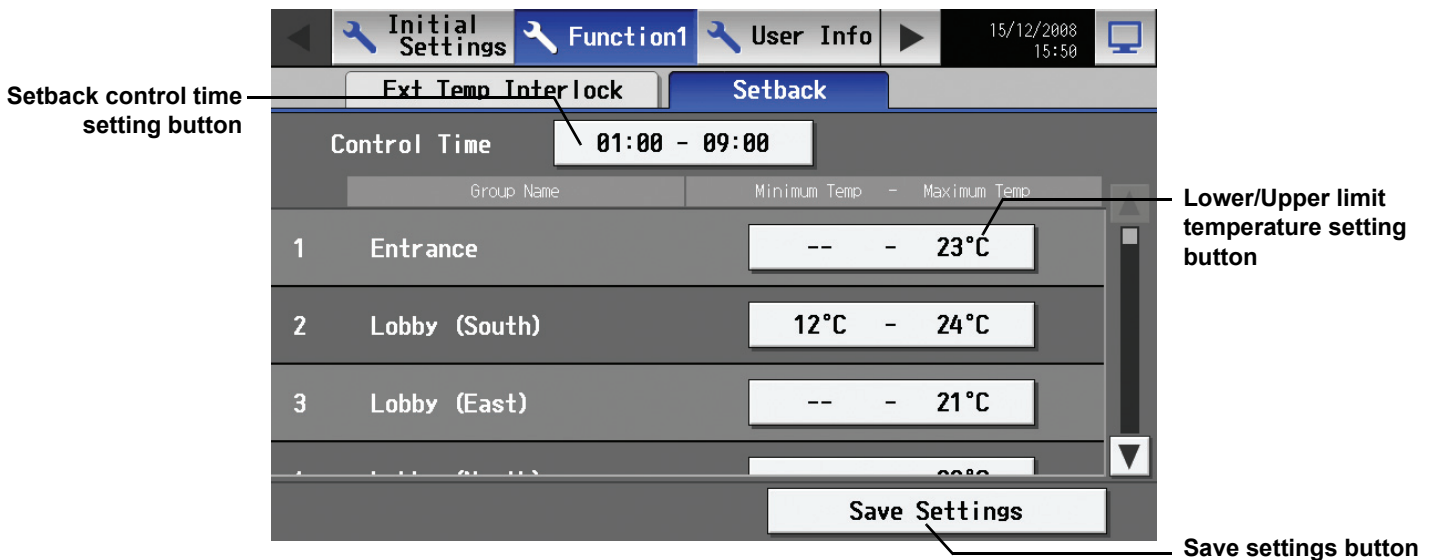 Initial Settings
Function1
User Info
15/12/2008
15:50
Ext Temp Interlock
Setback
Setback control time
setting button
Control Time
01:00 - 09:00
Group Name
Minimum Temp - Maximum Temp
Lower/Upper limit
temperature setting
button
1 Entrance -- - 23°C
2 Lobby (South) 12°C - 24°C
3 Lobby (East) -- - 21°C
Save Settings
Save settings button